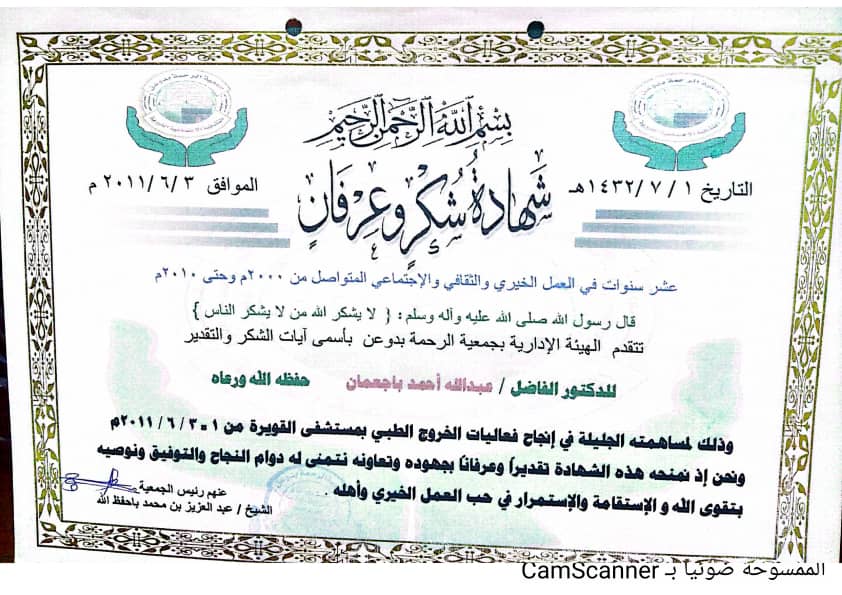 بسم الله الرحمن الرحيم
التاريخ ١ / ٧ / ١٤٣٢هـ
الموافق ٣ / ٦ / ٢٠١١ م
شهادة شكر وعرفان
عشر سنوات في العمل الخيري والثقافي والإجتماعي المتواصل من ٢٠٠٠م وحتى ٢٠١٠م
قال رسول الله صلى الله عليه وآله وسلم : { لا يشكر الله من لا يشكر الناس }
تتقدم الهيئة الإدارية بجمعية الرحمة بدوعن بأسمى آيات الشكر والتقدير
للدكتور الفاضل / عبدالله أحمد باجعمان حفظه الله ورعاه
وذلك لمساهمته الجليلة في إنجاح فعاليات الخروج الطبي بمستشفى القويرة من ١ - ٣ / ٦ / ٢٠١١م
ونحن إذ نمنحه هذه الشهادة تقديراً وعرفانا بجهوده وتعاونه نتمنى له دوام النجاح والتوفيق ونوصيه
بتقوى الله و الإستقامة والإستمرار في حب العمل الخيري وأهله .
عنهم رئيس الجمعية
الشيخ / عبد العزيز بن محمد باحفظ الله
الممسوحة ضوئيا بـ CamScanner